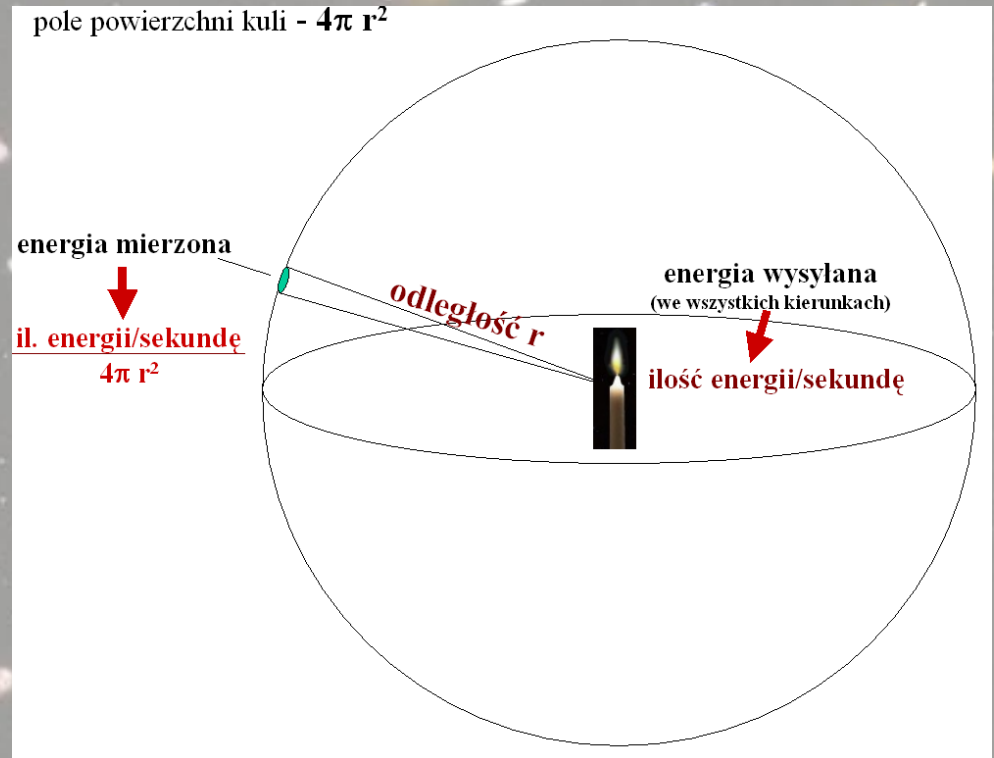 pole powierzchni kuli - 4π r²
energia mierzona
il. energii/sekundę
4π r²
odległość r
energia wysyłana
(we wszystkich kierunkach)
ilość energii/sekundę